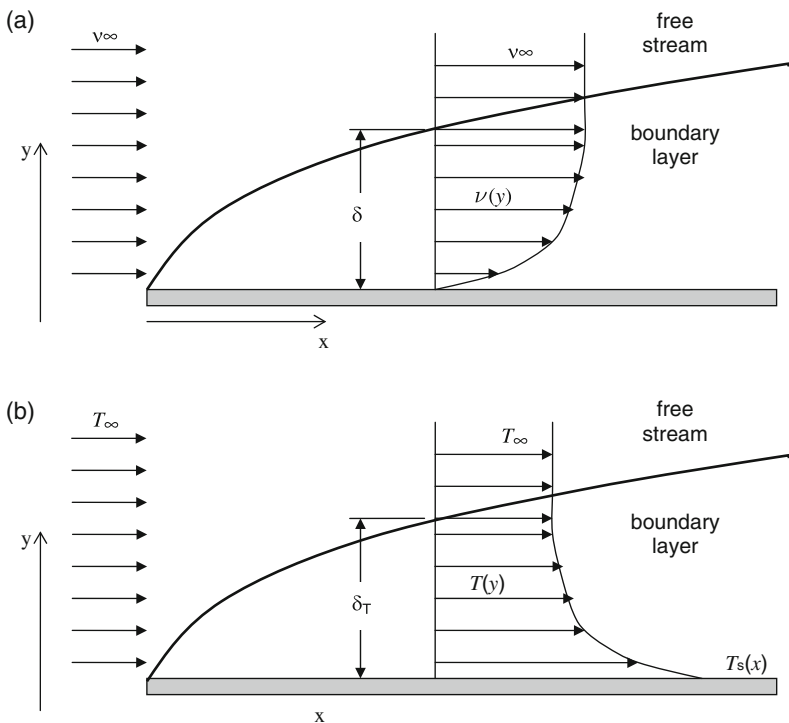 (a)
ν∞
ν∞
free
stream
boundary
layer
y
δ
ν(y)
x
(b)
T∞
T∞
free
stream
boundary
layer
y
δT
T(y)
Ts(x)
x